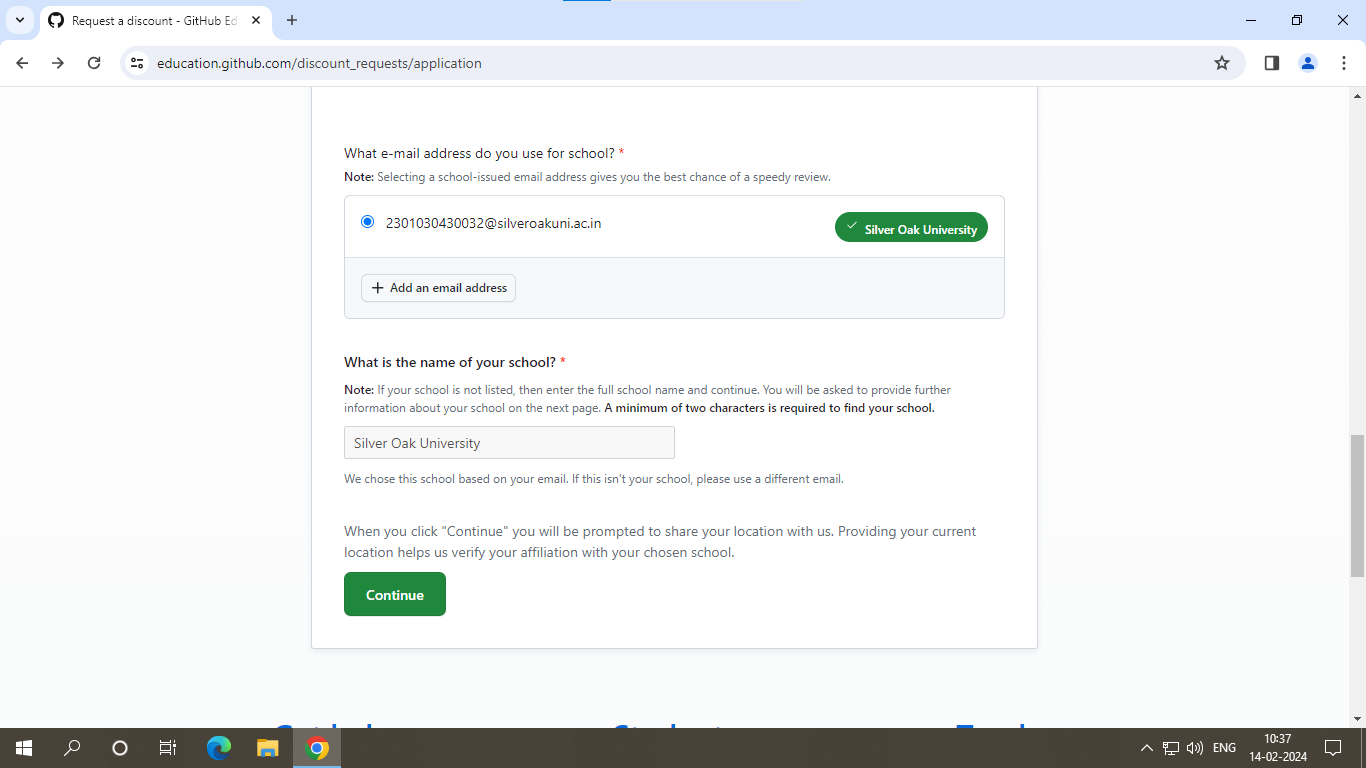 Request a discount - GitHub Ed
education.github.com/discount_requests/application
What e-mail address do you use for school? *
Note: Selecting a school-issued email address gives you the best chance of a speedy review.
2301030430032@silveroakuni.ac.in
Silver Oak University
Add an email address
What is the name of your school? *
Note: If your school is not listed, then enter the full school name and continue. You will be asked to provide further
information about your school on the next page. A minimum of two characters is required to find your school.
Silver Oak University
We chose this school based on your email. If this isn't your school, please use a different email.
When you click "Continue" you will be prompted to share your location with us. Providing your current
location helps us verify your affiliation with your chosen school.
Continue
ENG
10:37
14-02-2024